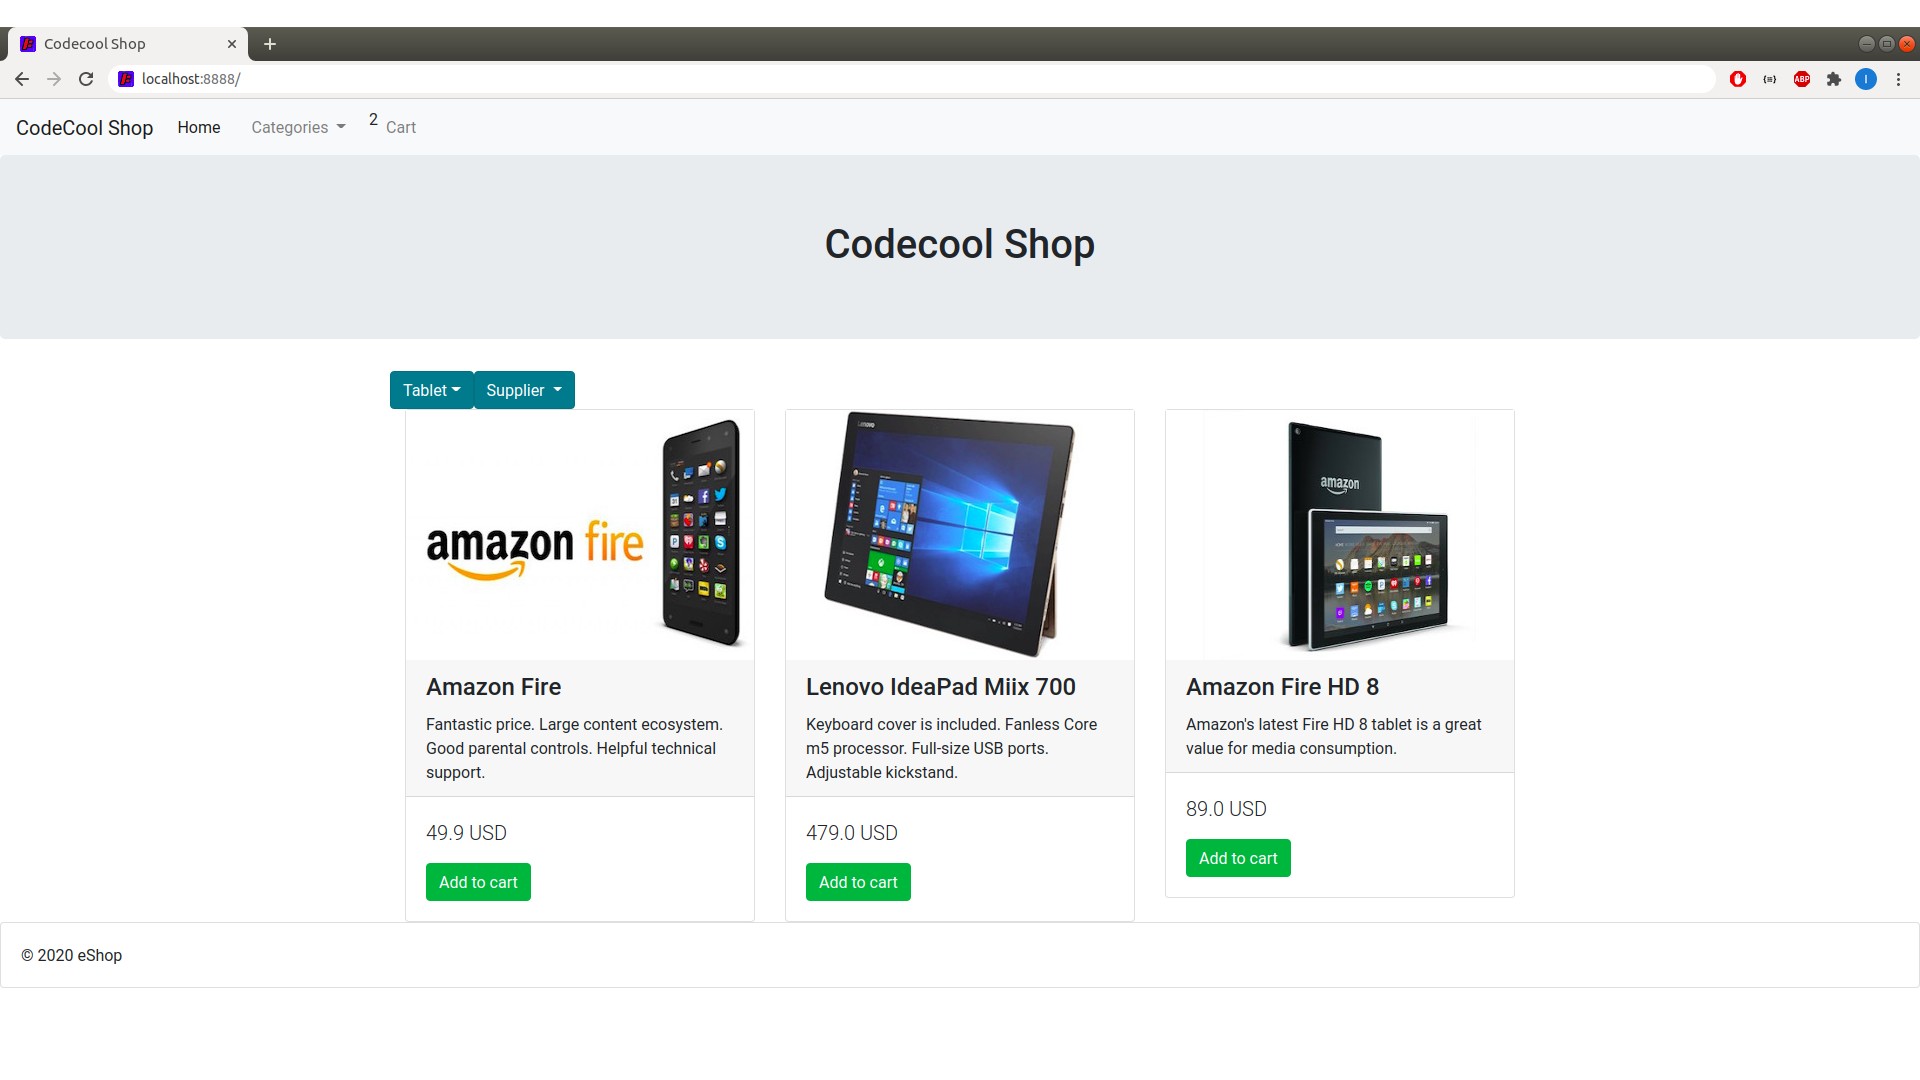 Codecool Shop
localhost:8888/
ABP
I
CodeCool Shop
Home
Categories
2
Cart
Codecool Shop
Tablet
Supplier
amazon fire
Lenovo
amazon
Amazon Fire
Fantastic price. Large content ecosystem.
Good parental controls. Helpful technical
support.
49.9 USD
Add to cart
Lenovo IdeaPad Miix 700
Keyboard cover is included. Fanless Core
m5 processor. Full-size USB ports.
Adjustable kickstand.
479.0 USD
Add to cart
Amazon Fire HD 8
Amazon's latest Fire HD 8 tablet is a great
value for media consumption.
89.0 USD
Add to cart
© 2020 eShop